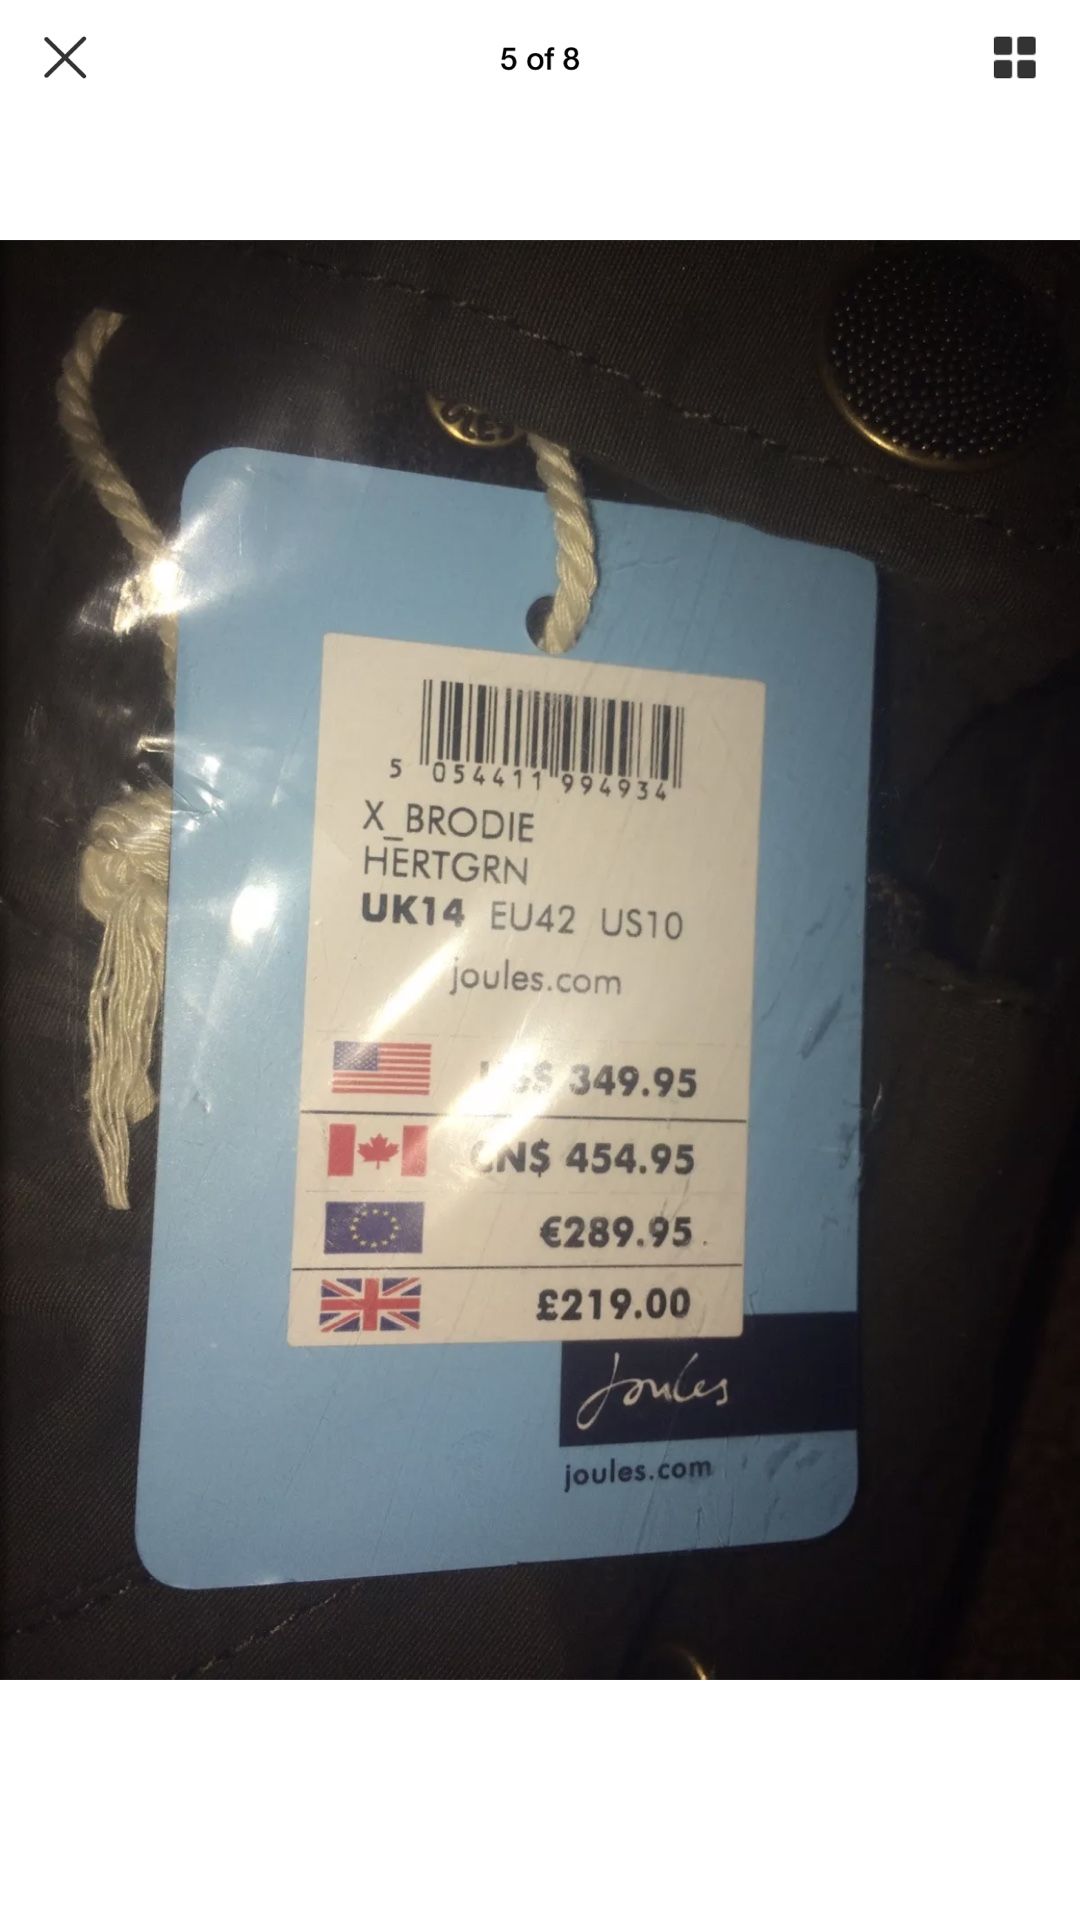 5 of 8
5 054411 994934
X_BRODIE
HERTGRN
UK14 EU42 US10
joules.com
349.95
CN$ 454.95
€289.95
£219.00
Joules
joules.com